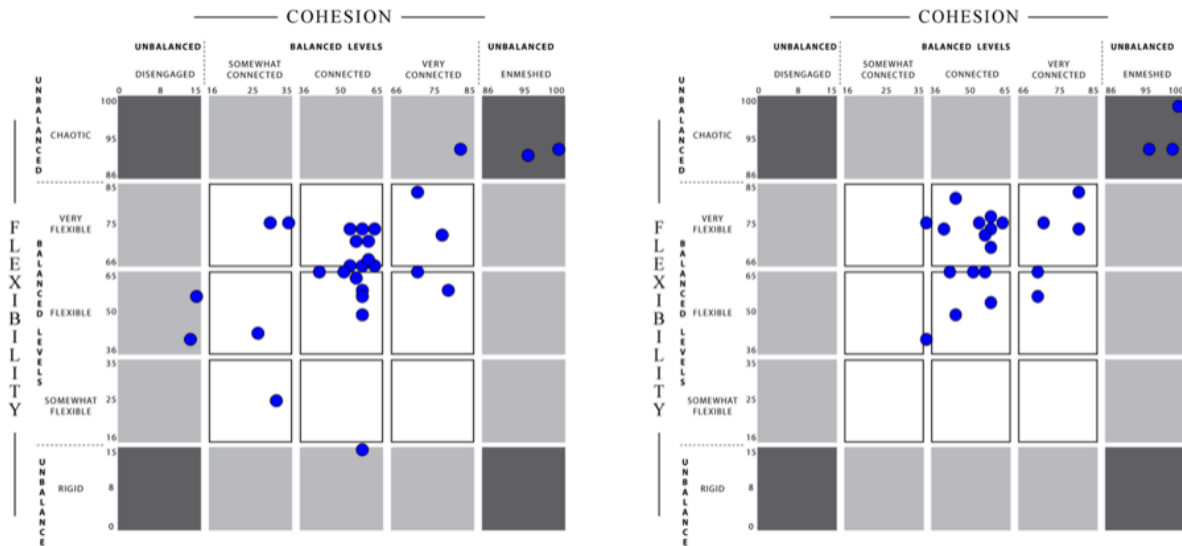 COHESION
UNBALANCED BALANCED LEVELS UNBALANCED
DISENGAGED SOMEWHAT CONNECTED CONNECTED VERY CONNECTED ENMESHED
0 8 15 16 25 35 36 50 65 66 75 85 86 95 100
FLEXIBILITY
UNBALANCED
BALANCED LEVELS
UNBALANCE
100
CHAOTIC 95
86
85
VERY FLEXIBLE 75
66
65
FLEXIBLE 50
36
35
SOMEWHAT FLEXIBLE 25
16
15
RIGID 8
0
COHESION
UNBALANCED BALANCED LEVELS UNBALANCED
DISENGAGED SOMEWHAT CONNECTED CONNECTED VERY CONNECTED ENMESHED
0 8 15 16 25 35 36 50 65 66 75 85 86 95 100
FLEXIBILITY
UNBALANCED
BALANCED LEVELS
UNBALANCE
100
CHAOTIC 95
86
85
VERY FLEXIBLE 75
66
65
FLEXIBLE 50
36
35
SOMEWHAT FLEXIBLE 25
16
15
RIGID 8
0